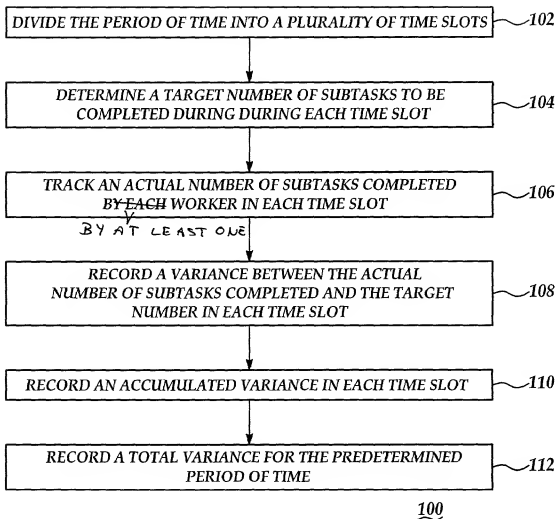 DIVIDE THE PERIOD OF TIME INTO A PLURALITY OF TIME SLOTS 102
DETERMINE A TARGET NUMBER OF SUBTASKS TO BE
COMPLETED DURING DURING EACH TIME SLOT
104
TRACK AN ACTUAL NUMBER OF SUBTASKS COMPLETED
BY EACH WORKER IN EACH TIME SLOT
106
BY AT LEAST ONE
RECORD A VARIANCE BETWEEN THE ACTUAL
NUMBER OF SUBTASKS COMPLETED AND THE TARGET
NUMBER IN EACH TIME SLOT
108
RECORD AN ACCUMULATED VARIANCE IN EACH TIME SLOT 110
RECORD A TOTAL VARIANCE FOR THE PREDETERMINED
PERIOD OF TIME
112
100